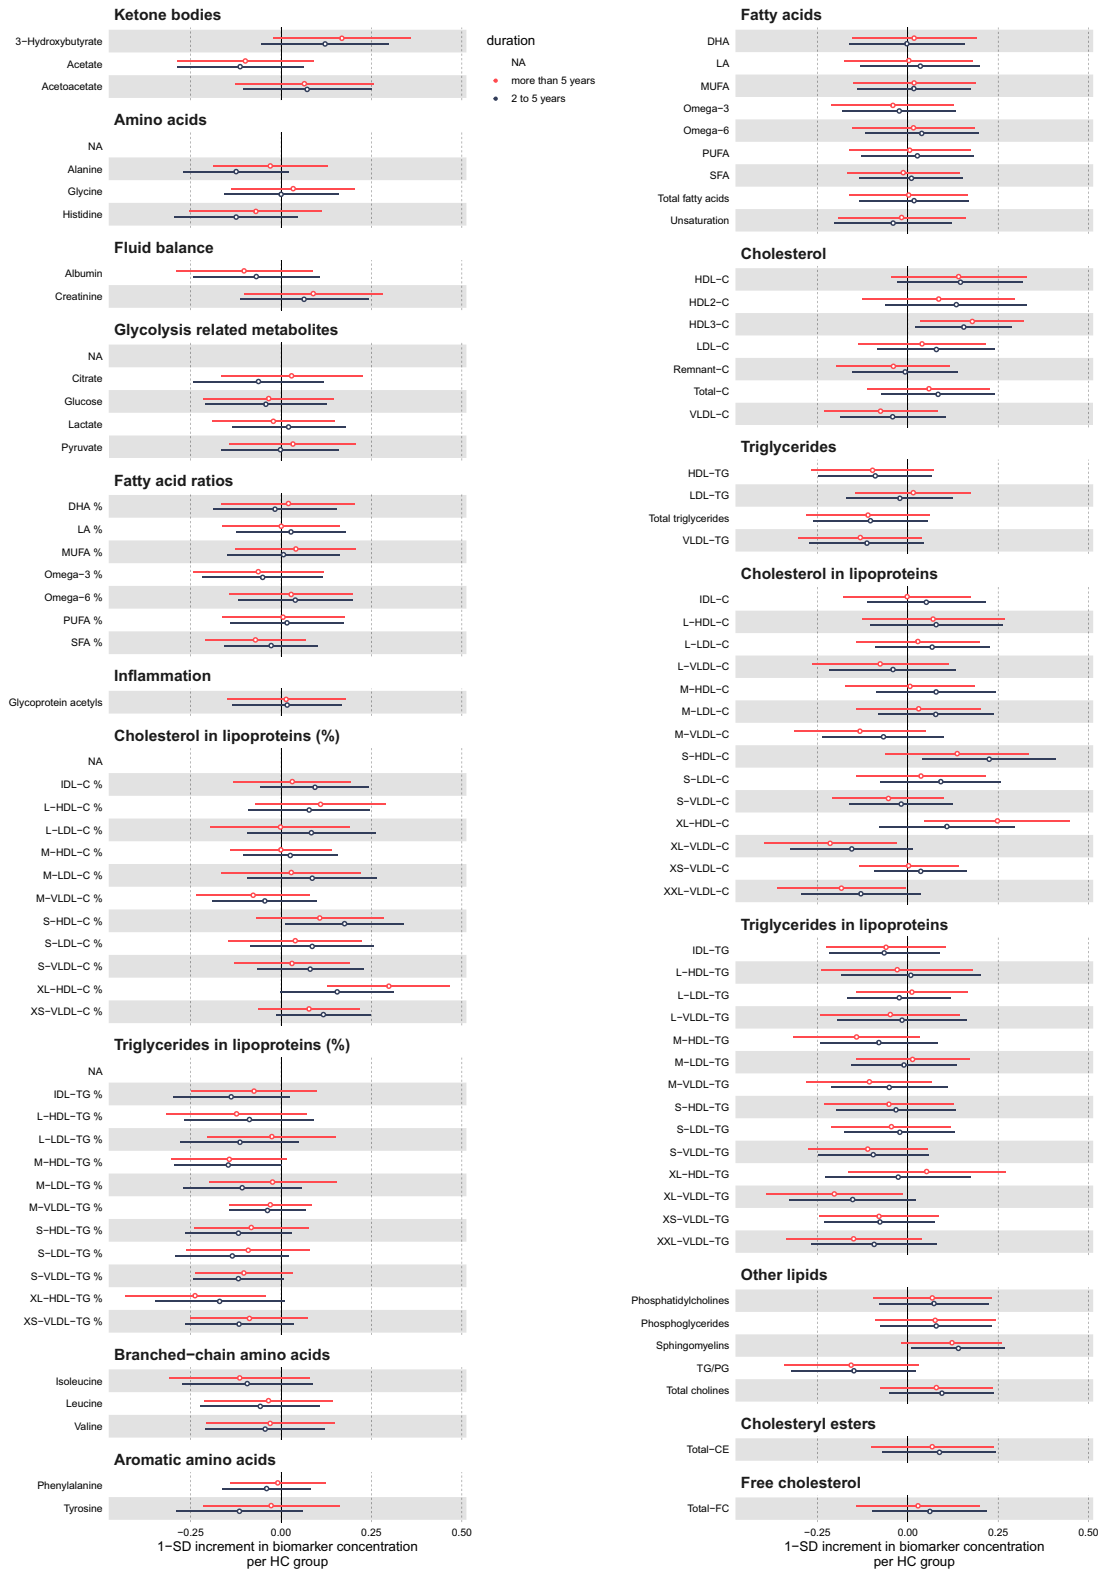 Ketone bodies
3−Hydroxybutyrate
Acetate
Acetoacetate
Amino acids
NA
Alanine
Glycine
Histidine
Fluid balance
Albumin
Creatinine
Glycolysis related metabolites
NA
Citrate
Glucose
Lactate
Pyruvate
Fatty acid ratios
DHA %
LA %
MUFA %
Omega−3 %
Omega−6 %
PUFA %
SFA %
Inflammation
Glycoprotein acetyls
Cholesterol in lipoproteins (%)
NA
IDL−C %
L−HDL−C %
L−LDL−C %
M−HDL−C %
M−LDL−C %
M−VLDL−C %
S−HDL−C %
S−LDL−C %
S−VLDL−C %
XL−HDL−C %
XS−VLDL−C %
Triglycerides in lipoproteins (%)
NA
IDL−TG %
L−HDL−TG %
L−LDL−TG %
M−HDL−TG %
M−LDL−TG %
M−VLDL−TG %
S−HDL−TG %
S−LDL−TG %
S−VLDL−TG %
XL−HDL−TG %
XS−VLDL−TG %
Branched−chain amino acids
Isoleucine
Leucine
Valine
Aromatic amino acids
Phenylalanine
Tyrosine
−0.25 0.00 0.25 0.50
1−SD increment in biomarker concentration
per HC group
duration
NA
more than 5 years
2 to 5 years
Fatty acids
DHA
LA
MUFA
Omega−3
Omega−6
PUFA
SFA
Total fatty acids
Unsaturation
Cholesterol
HDL−C
HDL2−C
HDL3−C
LDL−C
Remnant−C
Total−C
VLDL−C
Triglycerides
HDL−TG
LDL−TG
Total triglycerides
VLDL−TG
Cholesterol in lipoproteins
IDL−C
L−HDL−C
L−LDL−C
L−VLDL−C
M−HDL−C
M−LDL−C
M−VLDL−C
S−HDL−C
S−LDL−C
S−VLDL−C
XL−HDL−C
XL−VLDL−C
XS−VLDL−C
XXL−VLDL−C
Triglycerides in lipoproteins
IDL−TG
L−HDL−TG
L−LDL−TG
L−VLDL−TG
M−HDL−TG
M−LDL−TG
M−VLDL−TG
S−HDL−TG
S−LDL−TG
S−VLDL−TG
XL−HDL−TG
XL−VLDL−TG
XS−VLDL−TG
XXL−VLDL−TG
Other lipids
Phosphatidylcholines
Phosphoglycerides
Sphingomyelins
TG/PG
Total cholines
Cholesteryl esters
Total−CE
Free cholesterol
Total−FC
−0.25 0.00 0.25 0.50
1−SD increment in biomarker concentration
per HC group